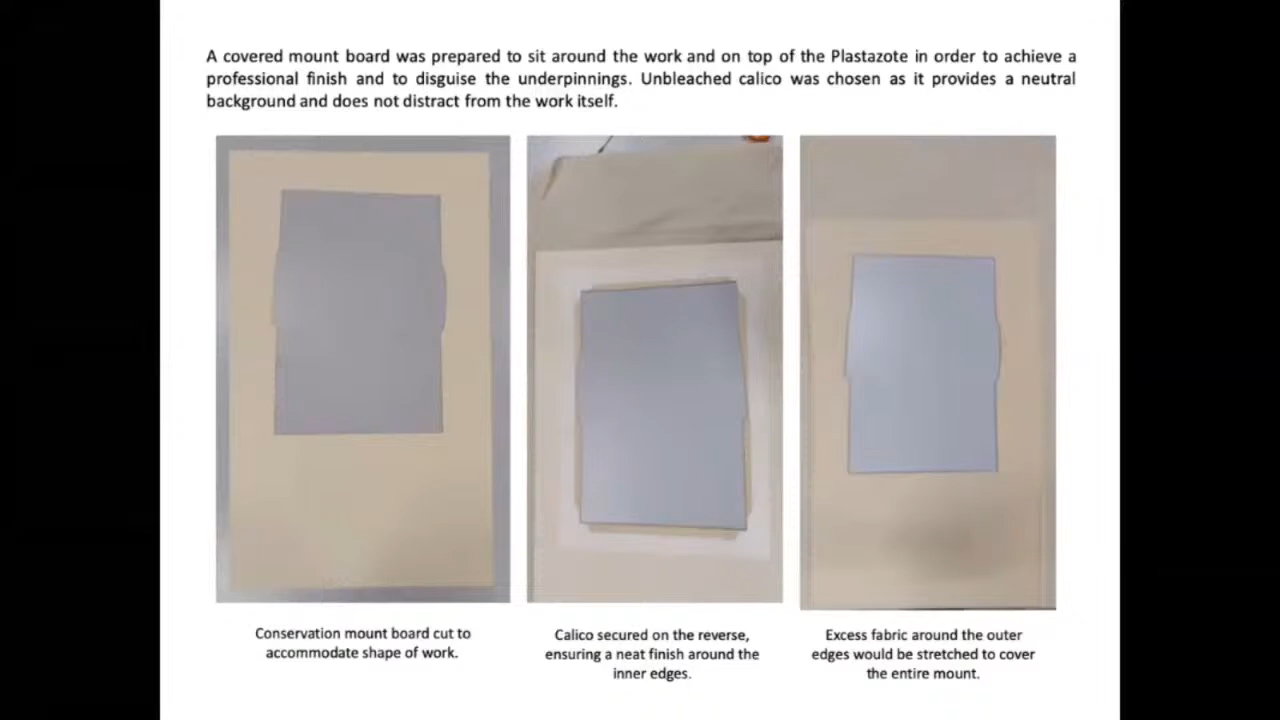 A covered mount board was prepared to sit around the work and on top of the Plastazote in order to achieve a
professional finish and to disguise the underpinnings. Unbleached calico was chosen as it provides a neutral
background and does not distract from the work itself.
Conservation mount board cut to
accommodate shape of work.
Calico secured on the reverse,
ensuring a neat finish around the
inner edges.
Excess fabric around the outer
edges would be stretched to cover
the entire mount.